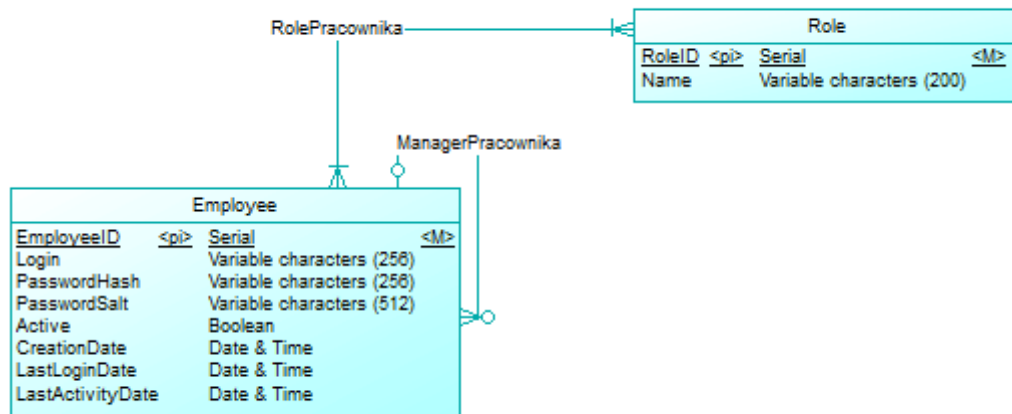 RolePracownika
Role
RoleID <pi> Serial <M>
Name Variable characters (200)
ManagerPracownika
Employee
EmployeeID <pi> Serial <M>
Login Variable characters (256)
PasswordHash Variable characters (256)
PasswordSalt Variable characters (512)
Active Boolean
CreationDate Date & Time
LastLoginDate Date & Time
LastActivityDate Date & Time